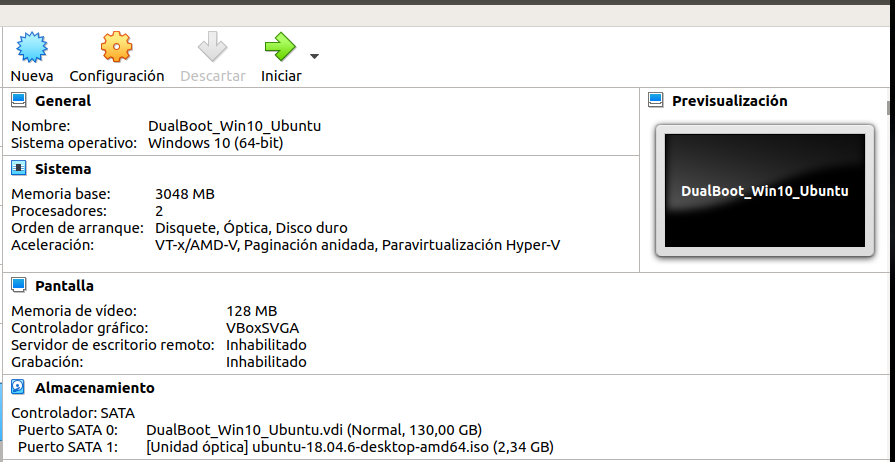 Nueva Configuración Descartar Iniciar
General
Nombre: DualBoot_Win10_Ubuntu
Sistema operativo: Windows 10 (64-bit)
Sistema
Memoria base: 3048 MB
Procesadores: 2
Orden de arranque: Disquete, Óptica, Disco duro
Aceleración: VT-x/AMD-V, Paginación anidada, Paravirtualización Hyper-V
Previsualización
DualBoot_Win10_Ubuntu
Pantalla
Memoria de vídeo: 128 MB
Controlador gráfico: VBoxSVGA
Servidor de escritorio remoto: Inhabilitado
Grabación: Inhabilitado
Almacenamiento
Controlador: SATA
Puerto SATA 0: DualBoot_Win10_Ubuntu.vdi (Normal, 130,00 GB)
Puerto SATA 1: [Unidad óptica] ubuntu-18.04.6-desktop-amd64.iso (2,34 GB)